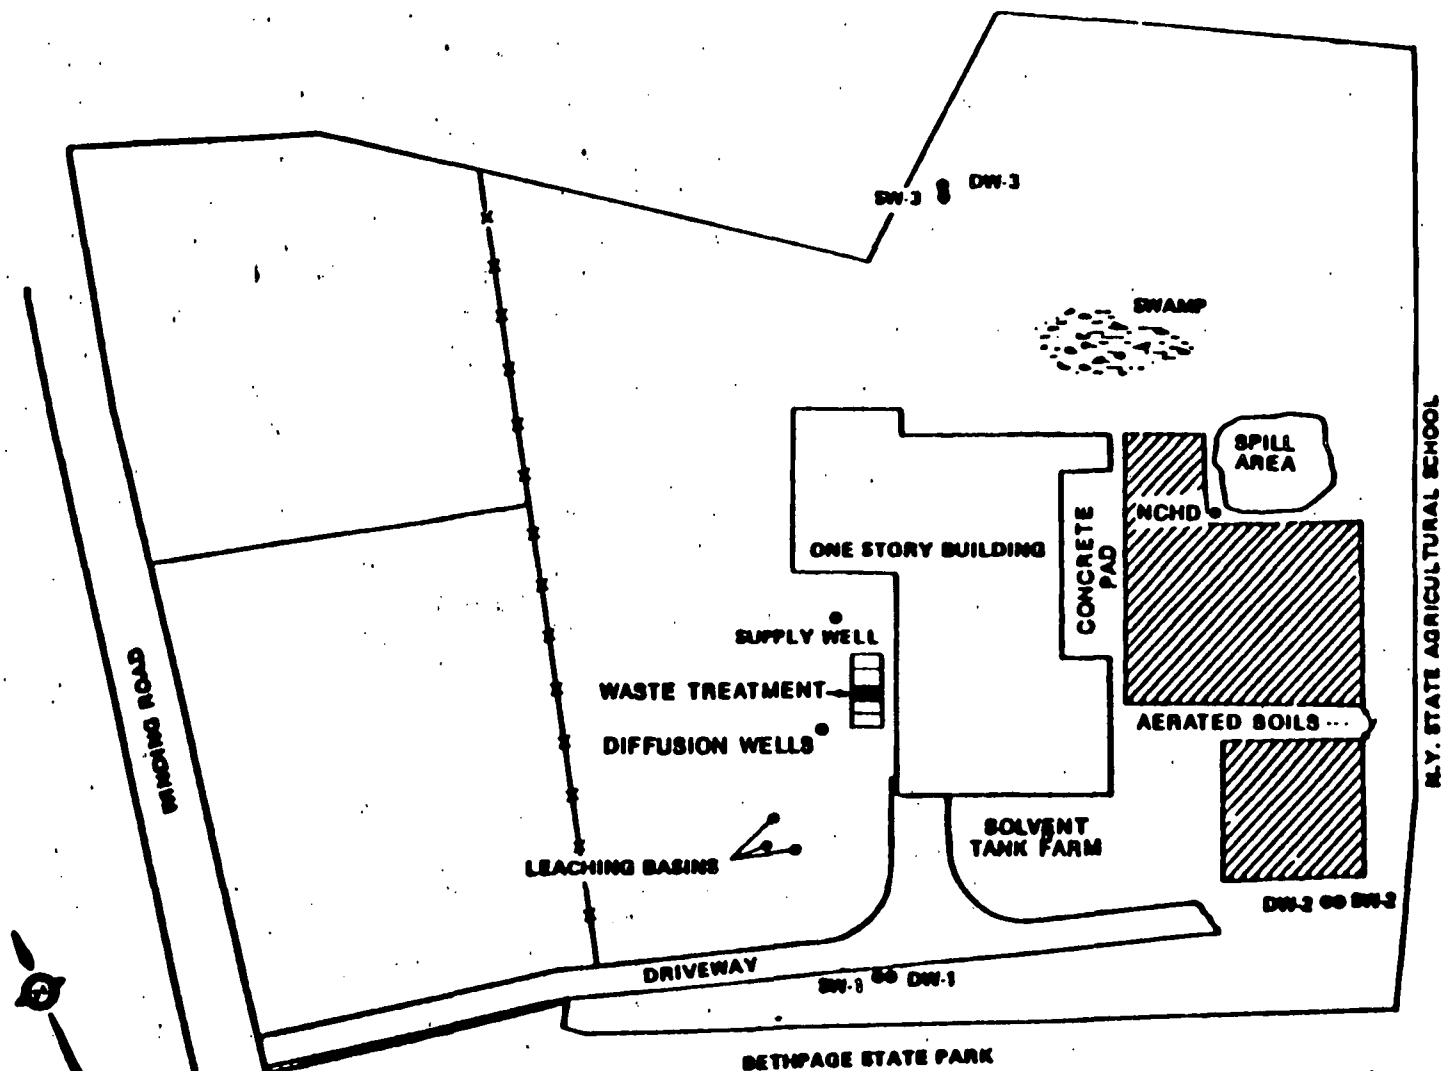 SW-3
DW-3
SWAMP
SPILL
AREA
NCHD
ONE STORY BUILDING
CONCRETE
PAD
SUPPLY WELL
WASTE TREATMENT
DIFFUSION WELLS
AERATED SOILS
N.Y. STATE AGRICULTURAL SCHOOL
WINDING ROAD
SOLVENT
TANK FARM
LEACHING BASINS
DW-2
SW-2
DRIVEWAY
SW-1
DW-1
BETHPAGE STATE PARK